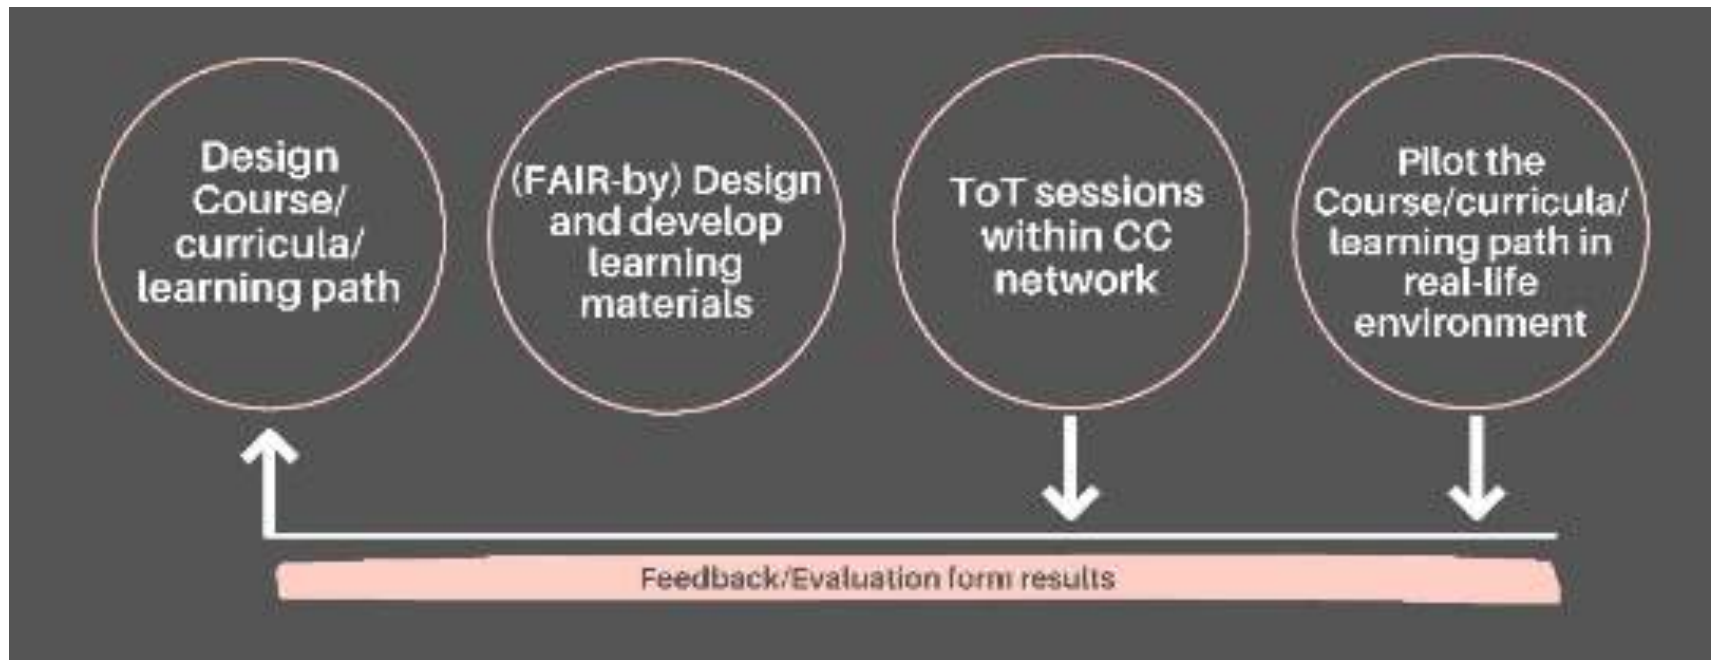 Design
Course/
curricula/
learning path
(FAIR-by) Design
and develop
learning
materials
ToT sessions
within CC
network
Pilot the
Course/curricula/
learning path in
real-life
environment
Feedback/Evaluation form results